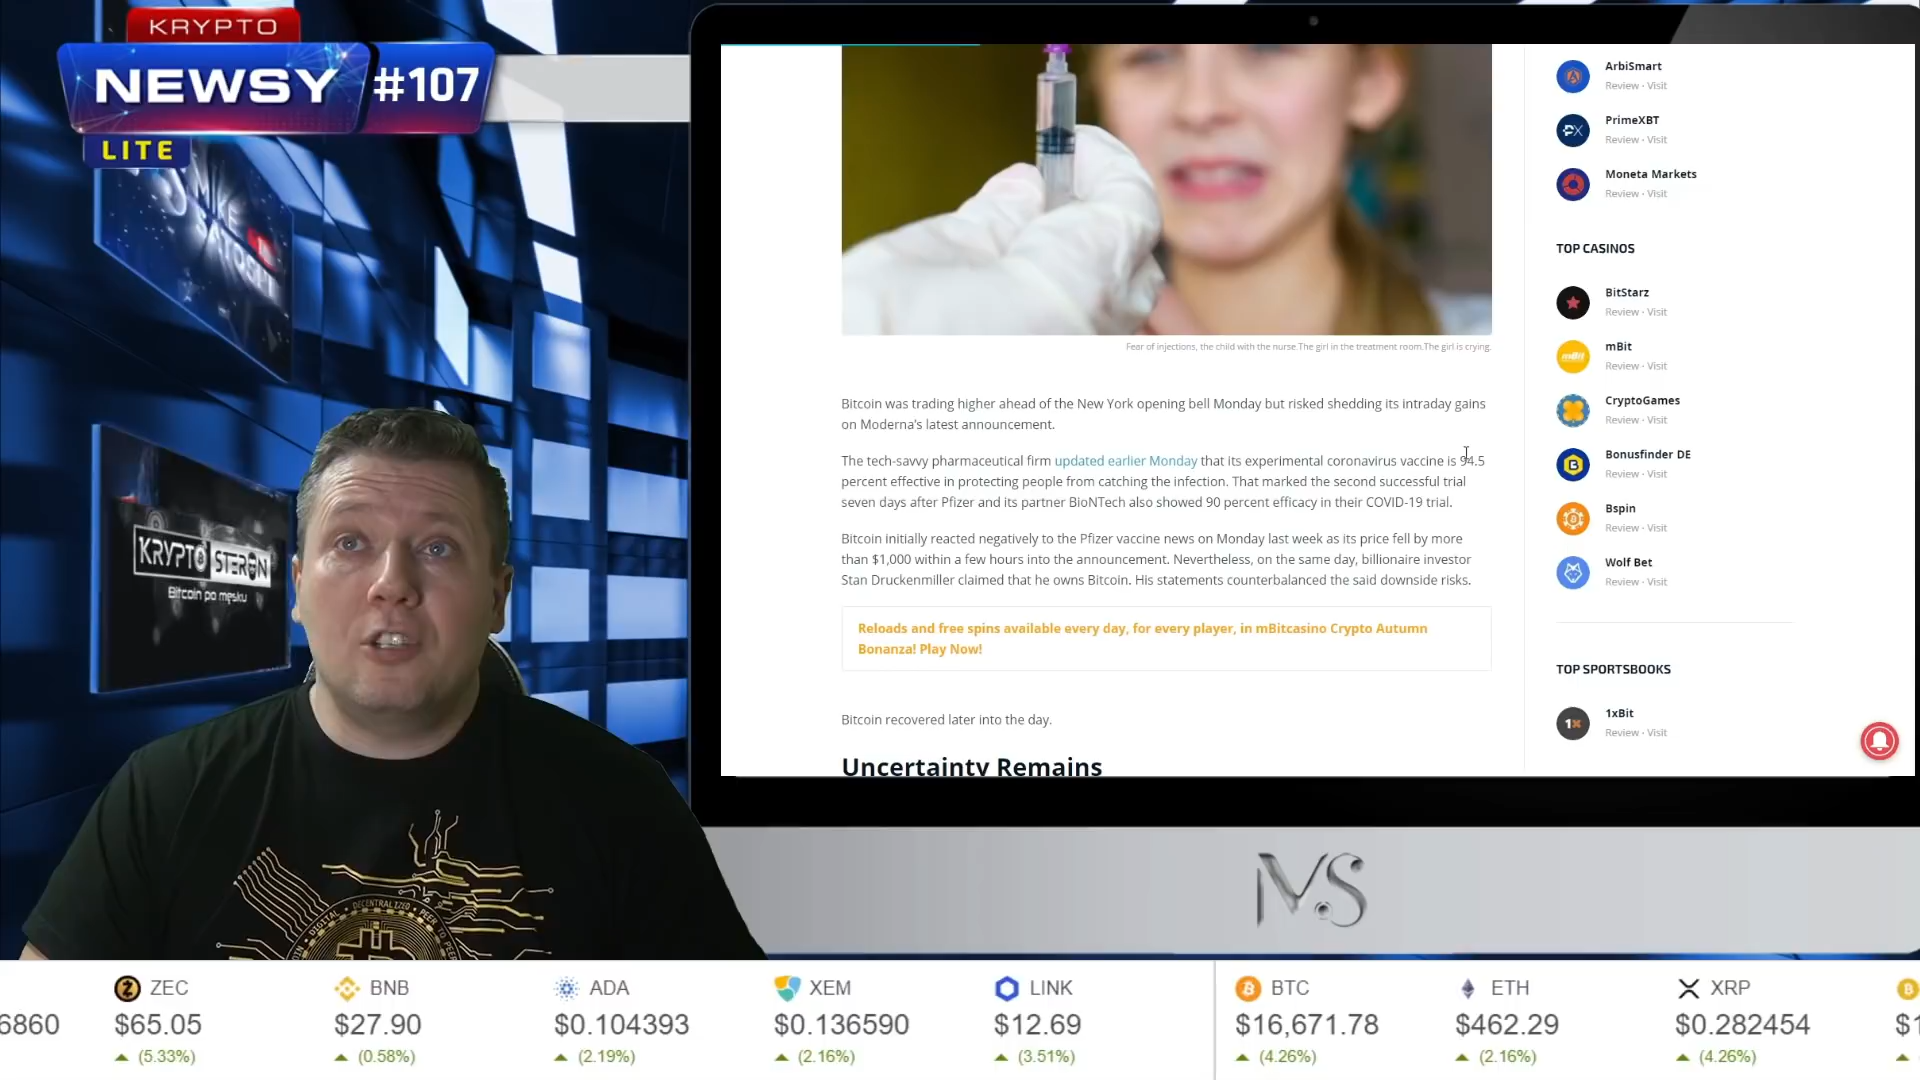 KRYPTO
NEWSY #107
LITE
KRYPTO STERON
Bitcoin po męsku
Fear of injections, the child with the nurse.The girl in the treatment room.The girl is crying.
Bitcoin was trading higher ahead of the New York opening bell Monday but risked shedding its intraday gains
on Moderna's latest announcement.
The tech-savvy pharmaceutical firm updated earlier Monday that its experimental coronavirus vaccine is 94.5
percent effective in protecting people from catching the infection. That marked the second successful trial
seven days after Pfizer and its partner BioNTech also showed 90 percent efficacy in their COVID-19 trial.
Bitcoin initially reacted negatively to the Pfizer vaccine news on Monday last week as its price fell by more
than $1,000 within a few hours into the announcement. Nevertheless, on the same day, billionaire investor
Stan Druckenmiller claimed that he owns Bitcoin. His statements counterbalanced the said downside risks.
Reloads and free spins available every day, for every player, in mBitcasino Crypto Autumn
Bonanza! Play Now!
Bitcoin recovered later into the day.
Uncertainty Remains
ArbiSmart
Review · Visit
PrimeXBT
Review · Visit
Moneta Markets
Review · Visit
TOP CASINOS
BitStarz
Review · Visit
mBit
Review · Visit
CryptoGames
Review · Visit
Bonusfinder DE
Review · Visit
Bspin
Review · Visit
Wolf Bet
Review · Visit
TOP SPORTSBOOKS
1xBit
Review · Visit
MS
DIGITAL DECENTRALIZED PEER TO PEER
ZEC BNB ADA XEM LINK BTC ETH XRP
6860 $65.05 $27.90 $0.104393 $0.136590 $12.69 $16,671.78 $462.29 $0.282454 $1
(5.33%) (0.58%) (2.19%) (2.16%) (3.51%) (4.26%) (2.16%) (4.26%)